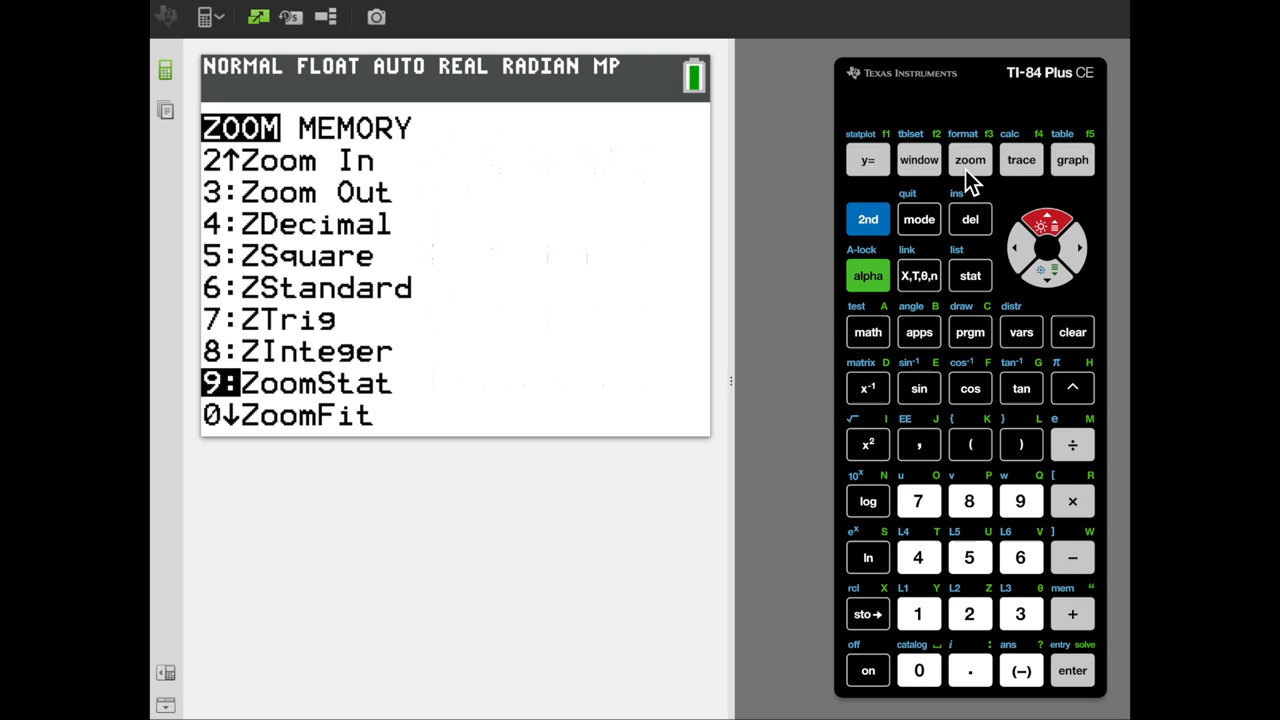 NORMAL FLOAT AUTO REAL RADIAN MP
ZOOM MEMORY
2↑Zoom In
3:Zoom Out
4:ZDecimal
5:ZSquare
6:ZStandard
7:ZTrig
8:ZInteger
9:ZoomStat
0↓ZoomFit
TEXAS INSTRUMENTS TI-84 Plus CE
statplot f1 tblset f2 format f3 calc f4 table f5
y= window zoom trace graph
quit ins
2nd mode del
A-lock link list
alpha X,T,θ,n stat
test A angle B draw C distr
math apps prgm vars clear
matrix D sin-1 E cos-1 F tan-1 G π H
x-1 sin cos tan ^
√ I EE J { K } L e M
x² , ( ) ÷
10x N u O v P w Q [ R
log 7 8 9 ×
ex S L4 T L5 U L6 V ] W
ln 4 5 6 −
rcl X L1 Y L2 Z L3 θ mem “
sto→ 1 2 3 +
off catalog ␣ i : ans ? entry solve
on 0 . (−) enter